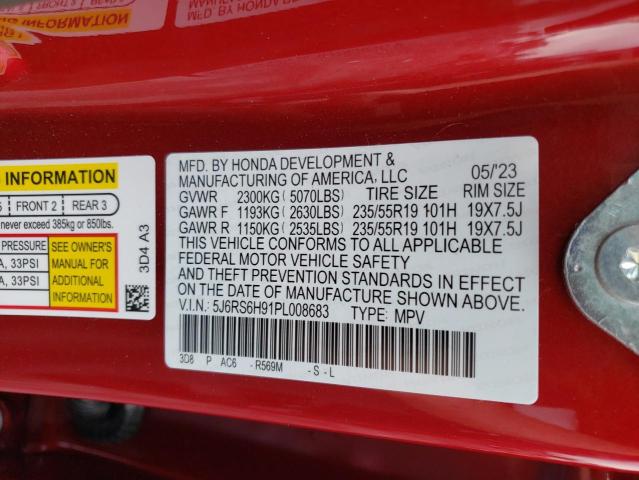 INFORMATION
FRONT 2 REAR 3
never exceed 385kg or 850lbs.
A, 33PSI
A, 33PSI
SEE OWNER'S
MANUAL FOR
ADDITIONAL
INFORMATION
3D4 A3
MFD. BY HONDA DEVELOPMENT &
MANUFACTURING OF AMERICA, LLC 05/'23
GVWR 2300KG (5070LBS) TIRE SIZE RIM SIZE
GAWR F 1193KG (2630LBS) 235/55R19 101H 19X7.5J
GAWR R 1150KG (2535LBS) 235/55R19 101H 19X7.5J
THIS VEHICLE CONFORMS TO ALL APPLICABLE
FEDERAL MOTOR VEHICLE SAFETY
AND THEFT PREVENTION STANDARDS IN EFFECT
ON THE DATE OF MANUFACTURE SHOWN ABOVE.
V.I.N.: 5J6RS6H91PL008683 TYPE: MPV
3D8 P AC6 - R569M - S - L